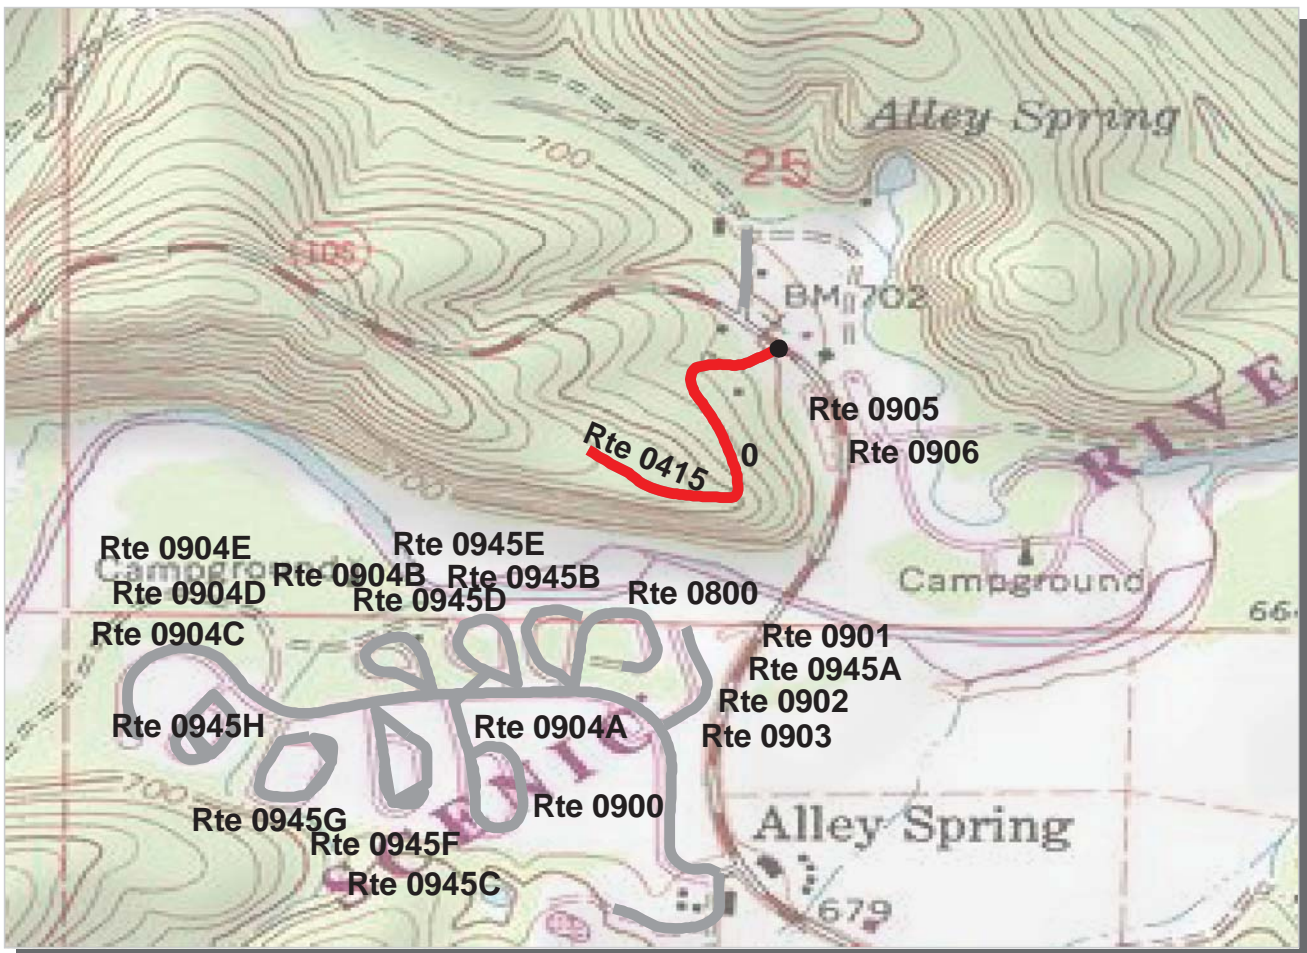 Alley Spring
700
25
106
BM 702
Rte 0905
RIVE
Rte 0415
0
Rte 0906
700
Rte 0904E
Rte 0945E
Campground
Rte 0904B
Rte 0945B
Campground
Rte 0904D
Rte 0945D
Rte 0800
66
Rte 0904C
Rte 0901
Rte 0945A
Rte 0902
Rte 0945H
Rte 0904A
Rte 0903
SCENIC
700
Rte 0900
Rte 0945G
Alley Spring
Rte 0945F
Rte 0945C
679